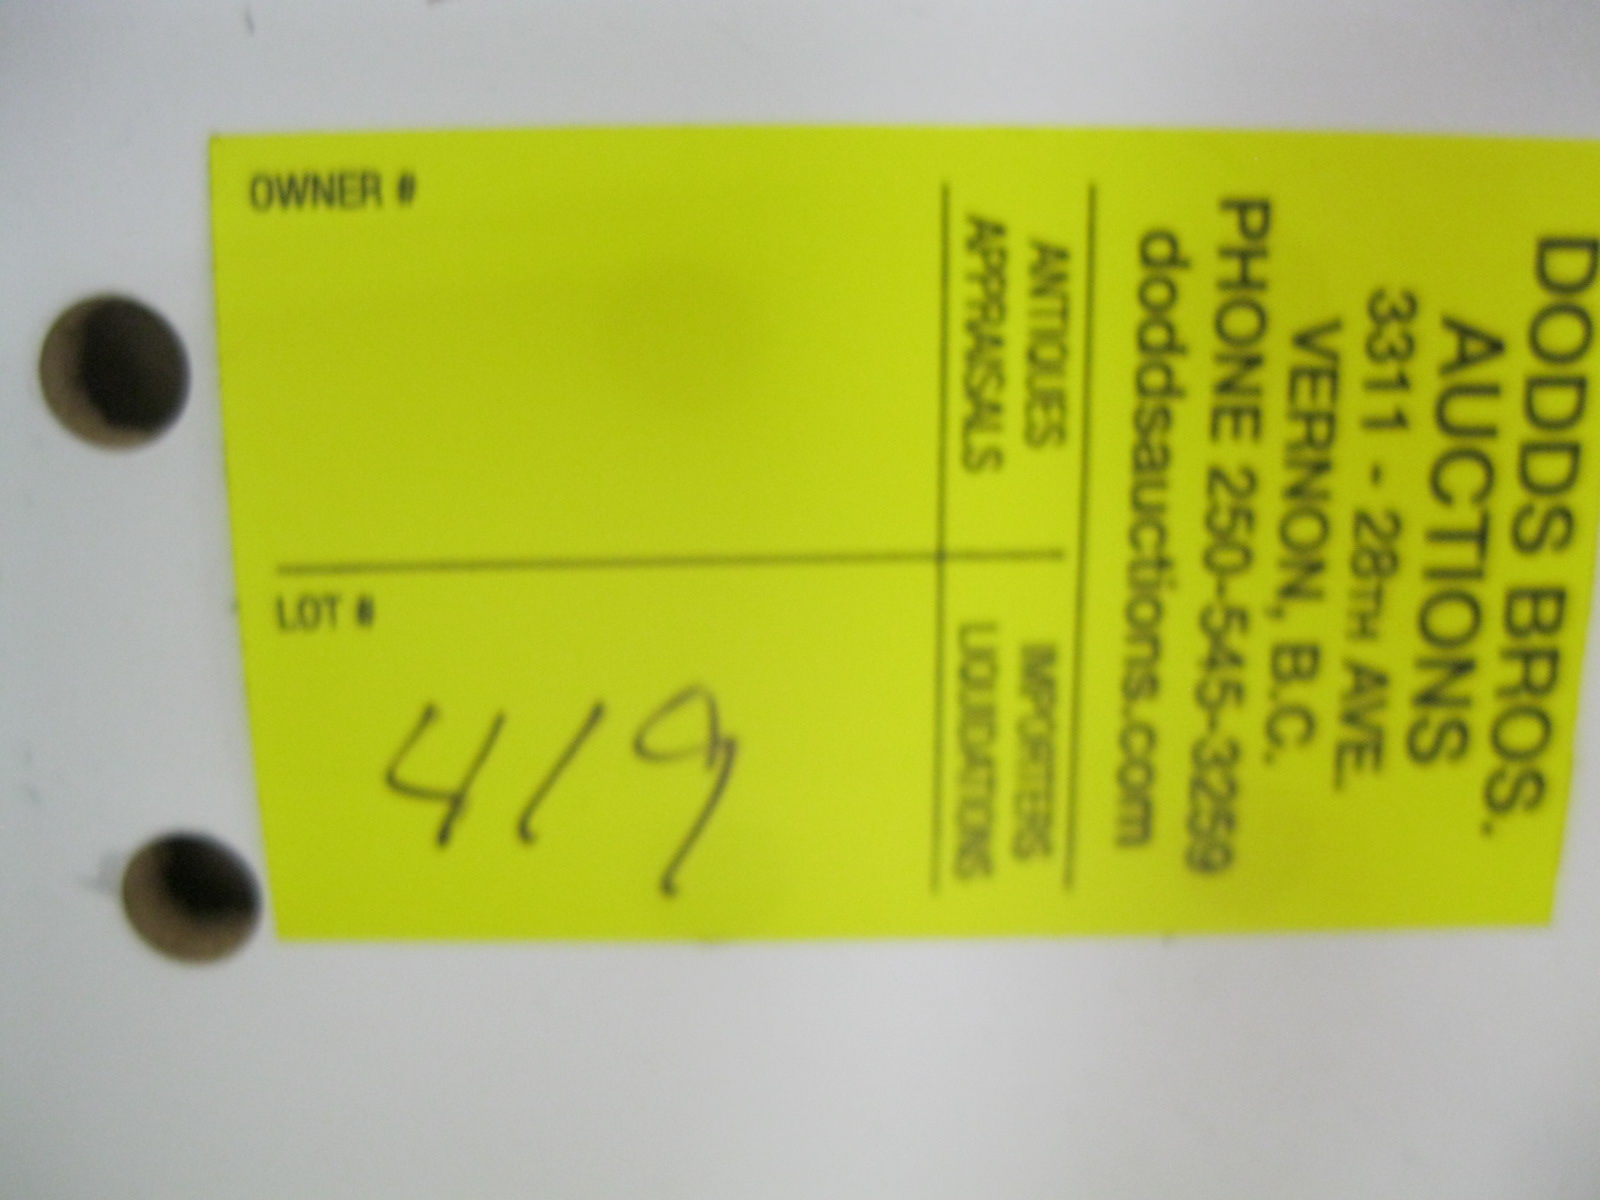 DODDS BROS.
AUCTIONS
3311 - 28TH AVE.
VERNON, B.C.
PHONE 250-545-3259
doddsauctions.com
ANTIQUES IMPORTERS
APPRAISALS LIQUIDATIONS
OWNER #
LOT #
419